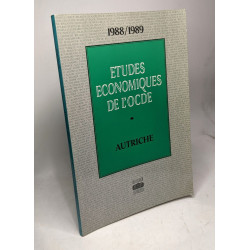 1988/1989
ETUDES
ECONOMIQUES
DE L'OCDE
AUTRICHE